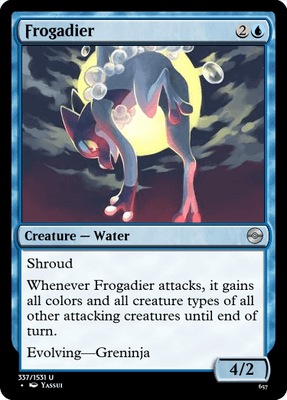 Frogadier 2
Creature — Water
Shroud
Whenever Frogadier attacks, it gains
all colors and all creature types of all
other attacking creatures until end of
turn.
Evolving—Greninja
4/2
337/1531 U
• Yassui
657